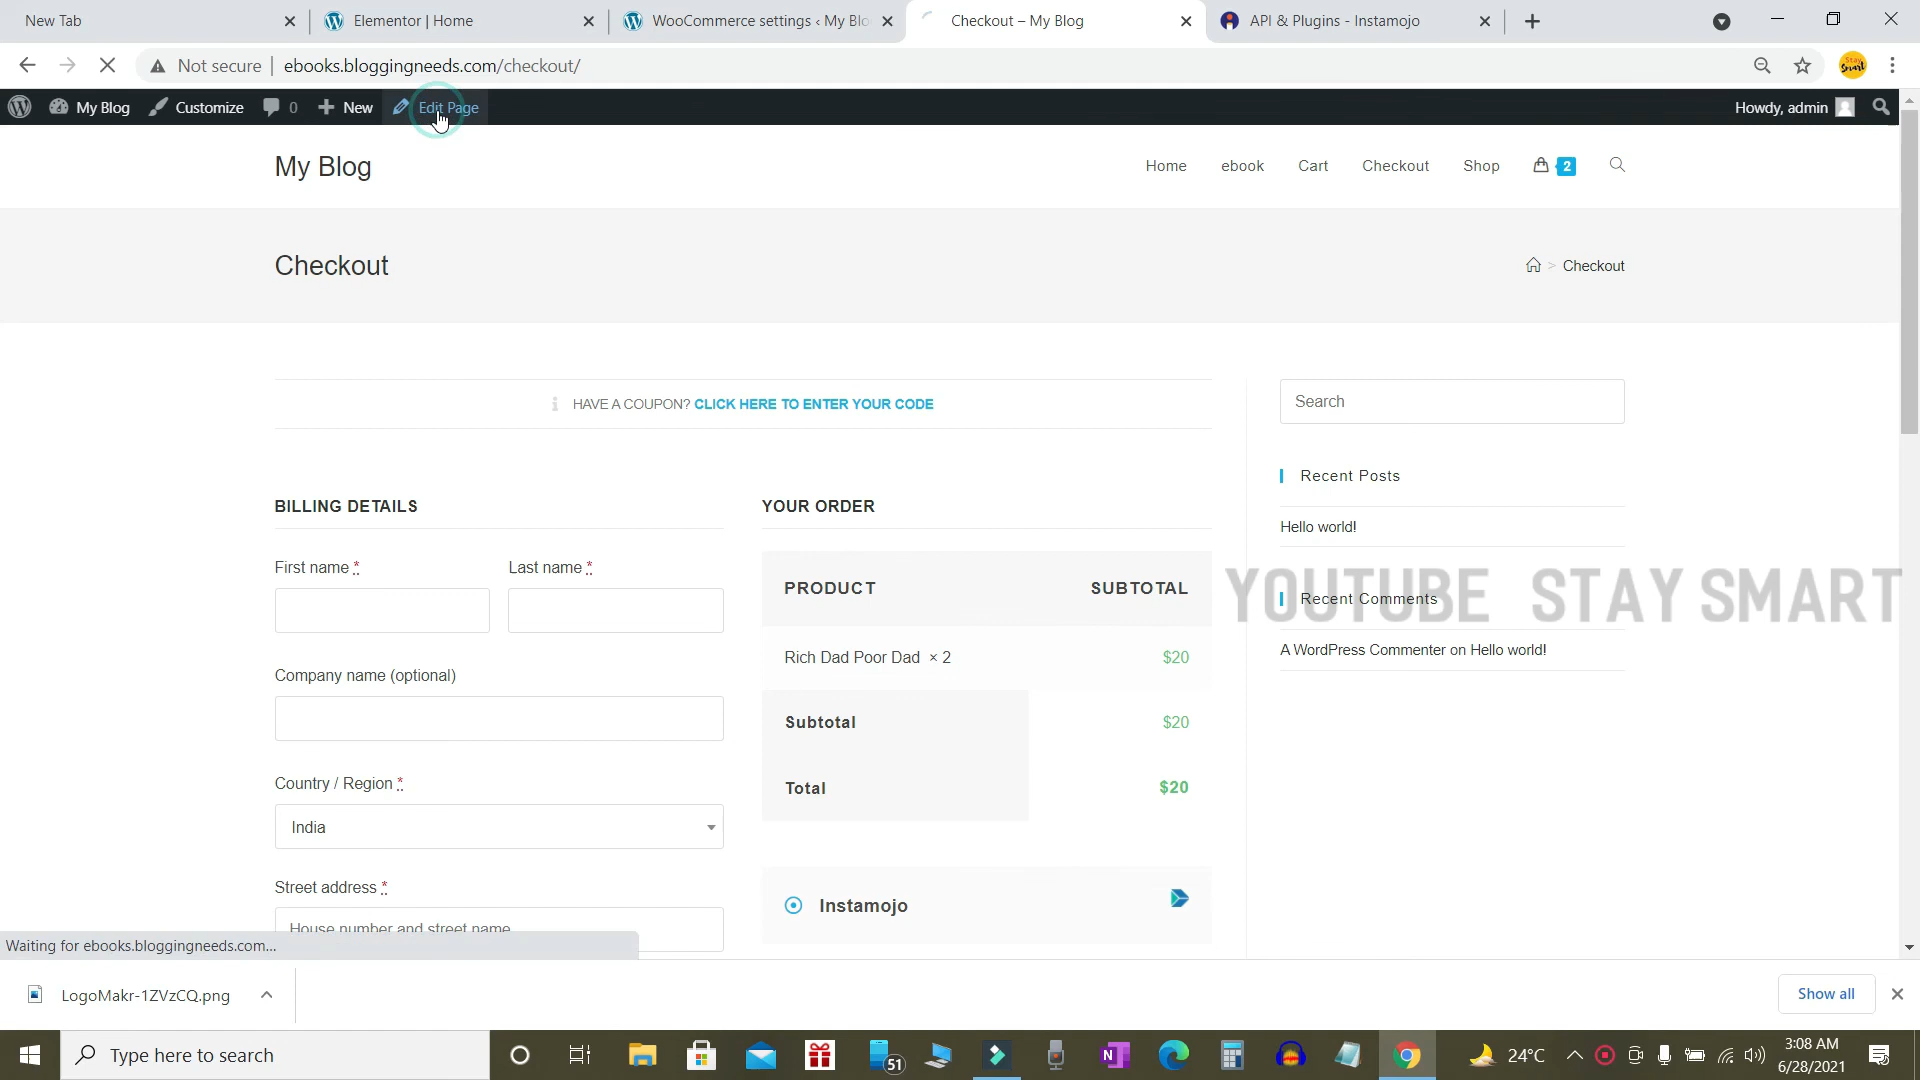 New Tab
Elementor | Home
WooCommerce settings ‹ My Blo
Checkout – My Blog
API & Plugins - Instamojo
Not secure
ebooks.bloggingneeds.com/checkout/
My Blog
Customize
0
New
Edit Page
Howdy, admin
My Blog
Home
ebook
Cart
Checkout
Shop
2
Checkout
> Checkout
HAVE A COUPON? CLICK HERE TO ENTER YOUR CODE
Search
BILLING DETAILS
YOUR ORDER
Recent Posts
Hello world!
First name *
Last name *
PRODUCT
SUBTOTAL
YOUTUBE STAY SMART
Recent Comments
Rich Dad Poor Dad × 2
$20
A WordPress Commenter on Hello world!
Company name (optional)
Subtotal
$20
Country / Region *
Total
$20
India
Street address *
Instamojo
House number and street name
Waiting for ebooks.bloggingneeds.com...
LogoMakr-1ZVzCQ.png
Show all
Type here to search
51
24°C
3:08 AM
6/28/2021